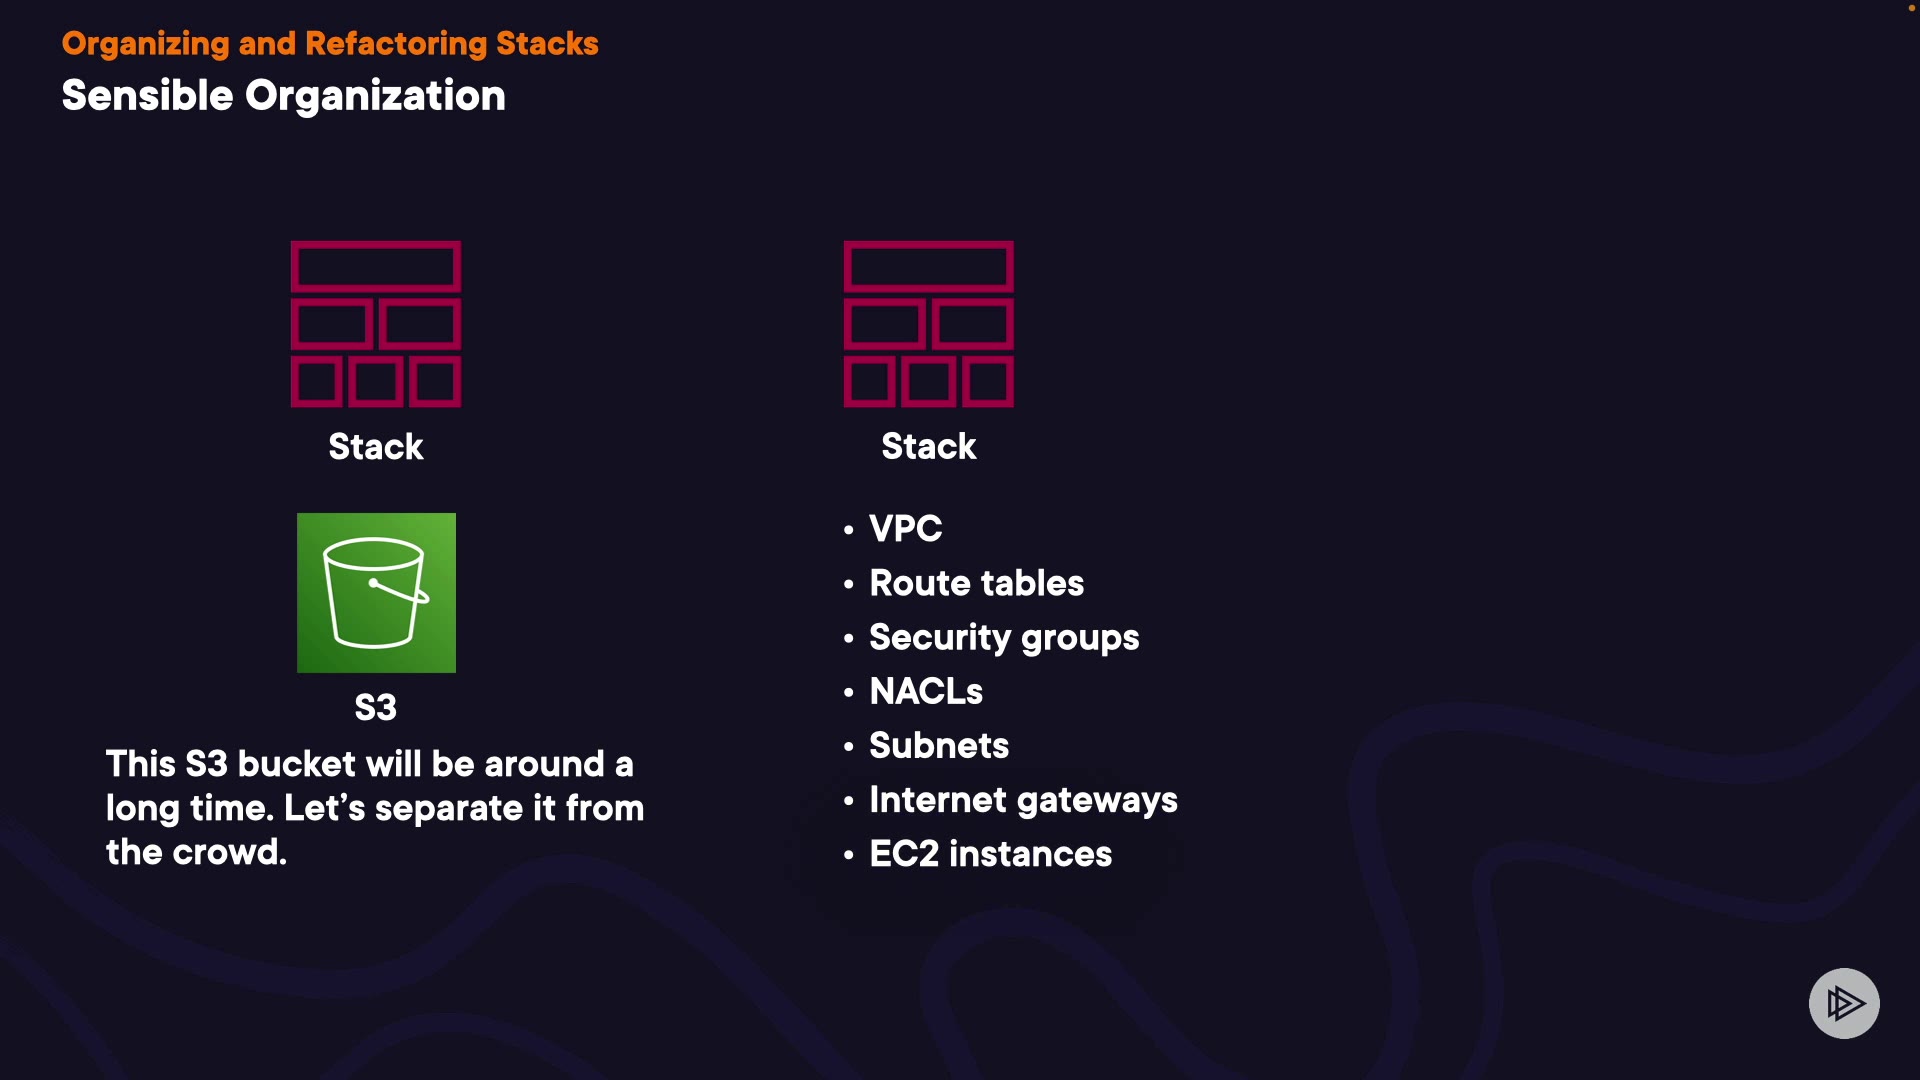 Organizing and Refactoring Stacks
Sensible Organization
Stack
S3
This S3 bucket will be around a
long time. Let’s separate it from
the crowd.
Stack
• VPC
• Route tables
• Security groups
• NACLs
• Subnets
• Internet gateways
• EC2 instances